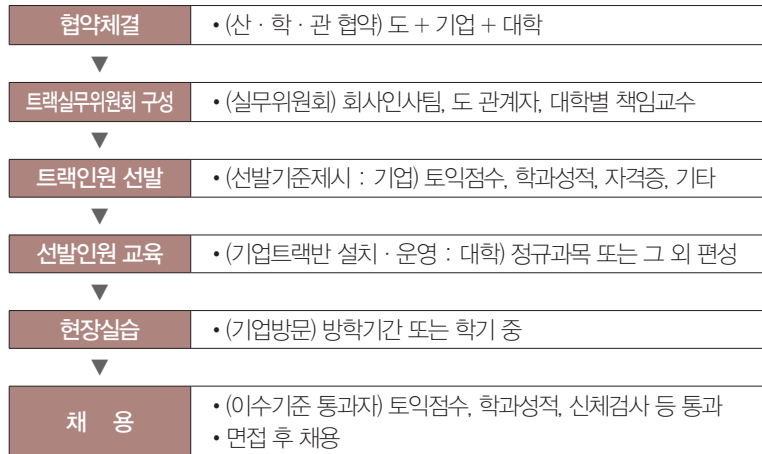 협약체결 • (산 · 학 · 관 협약) 도 + 기업 + 대학
▼
트랙실무위원회 구성 • (실무위원회) 회사인사팀, 도 관계자, 대학별 책임교수
▼
트랙인원 선발 • (선발기준제시 : 기업) 토익점수, 학과성적, 자격증, 기타
▼
선발인원 교육 • (기업트랙반 설치 · 운영 : 대학) 정규과목 또는 그 외 편성
▼
현장실습 • (기업방문) 방학기간 또는 학기 중
▼
채 용 • (이수기준 통과자) 토익점수, 학과성적, 신체검사 등 통과
• 면접 후 채용